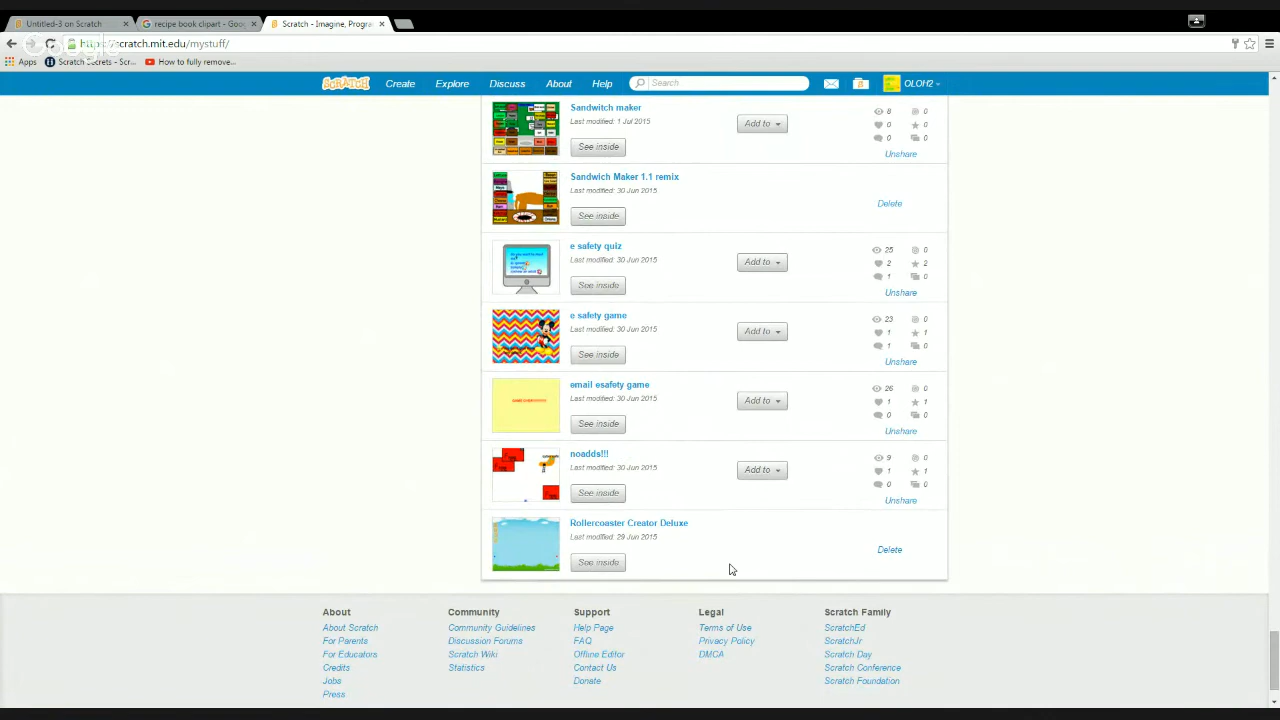 Untitled-3 on Scratch
recipe book clipart - Goo
Scratch - Imagine, Progra
https://scratch.mit.edu/mystuff/
Apps
Scratch Secrets - Scr...
How to fully remove...
SCRATCH
Create
Explore
Discuss
About
Help
Search
OLOH2
Sandwitch maker
Last modified: 1 Jul 2015
See inside
Add to
8 0
0 0
0 0
Unshare
Sandwich Maker 1.1 remix
Last modified: 30 Jun 2015
See inside
Delete
e safety quiz
Last modified: 30 Jun 2015
See inside
Add to
25 0
2 2
1 0
Unshare
e safety game
Last modified: 30 Jun 2015
See inside
Add to
23 0
1 1
1 0
Unshare
email esafety game
Last modified: 30 Jun 2015
See inside
Add to
26 0
1 1
0 0
Unshare
noadds!!!
Last modified: 30 Jun 2015
See inside
Add to
9 0
1 1
0 0
Unshare
Rollercoaster Creator Deluxe
Last modified: 29 Jun 2015
See inside
Delete
About
About Scratch
For Parents
For Educators
Credits
Jobs
Press
Community
Community Guidelines
Discussion Forums
Scratch Wiki
Statistics
Support
Help Page
FAQ
Offline Editor
Contact Us
Donate
Legal
Terms of Use
Privacy Policy
DMCA
Scratch Family
ScratchEd
ScratchJr
Scratch Day
Scratch Conference
Scratch Foundation